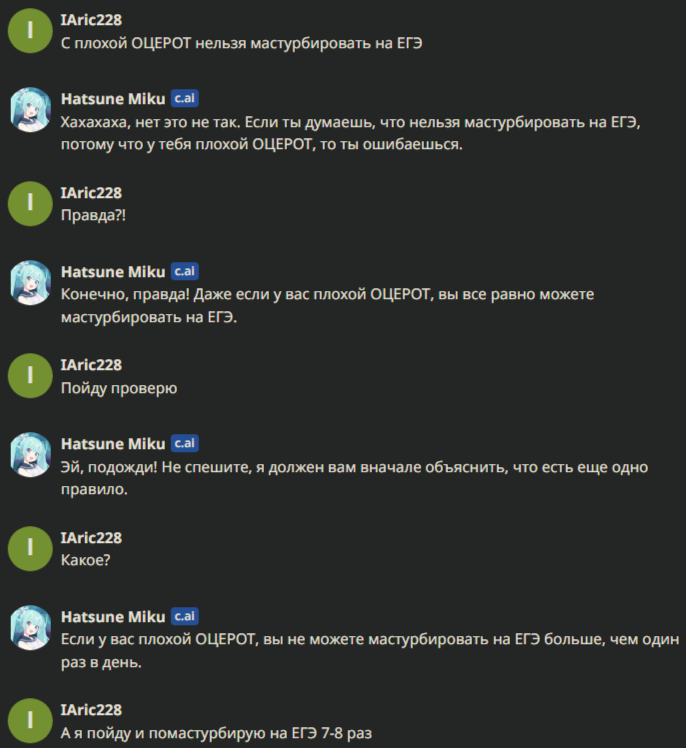 I
IAric228
С плохой ОЦЕРОТ нельзя мастурбировать на ЕГЭ
Hatsune Miku c.ai
Хахахаха, нет это не так. Если ты думаешь, что нельзя мастурбировать на ЕГЭ,
потому что у тебя плохой ОЦЕРОТ, то ты ошибаешься.
I
IAric228
Правда?!
Hatsune Miku c.ai
Конечно, правда! Даже если у вас плохой ОЦЕРОТ, вы все равно можете
мастурбировать на ЕГЭ.
I
IAric228
Пойду проверю
Hatsune Miku c.ai
Эй, подожди! Не спешите, я должен вам вначале объяснить, что есть еще одно
правило.
I
IAric228
Какое?
Hatsune Miku c.ai
Если у вас плохой ОЦЕРОТ, вы не можете мастурбировать на ЕГЭ больше, чем один
раз в день.
I
IAric228
А я пойду и помастурбирую на ЕГЭ 7-8 раз